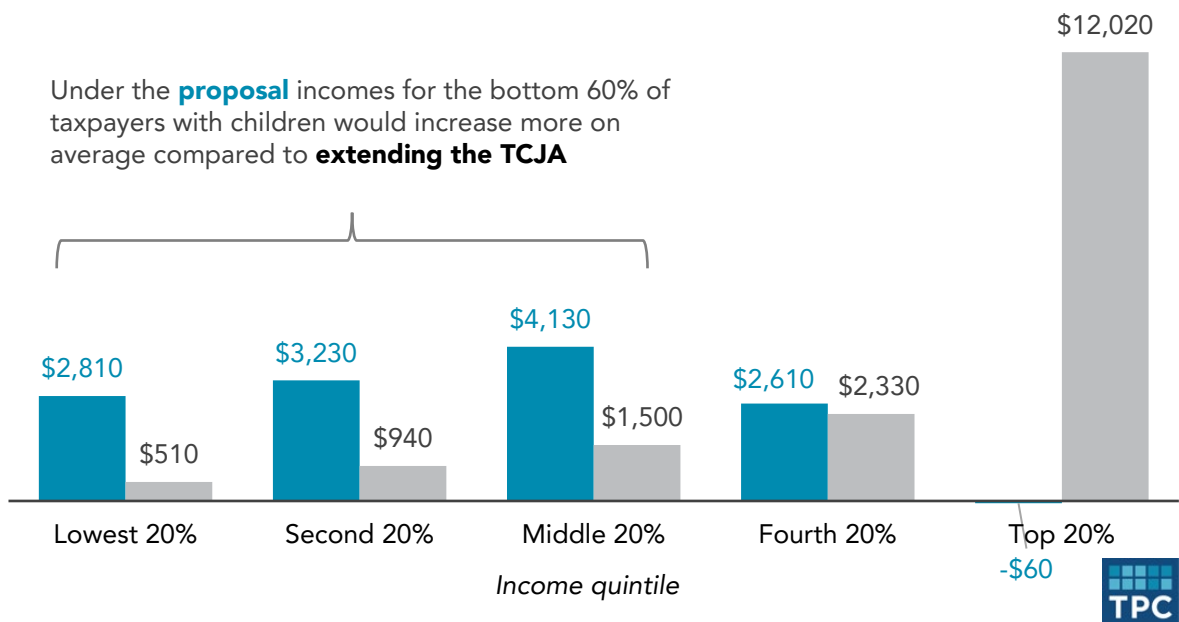 $12,020
Under the proposal incomes for the bottom 60% of
taxpayers with children would increase more on
average compared to extending the TCJA
$2,810
$510
$3,230
$940
$4,130
$1,500
$2,610
$2,330
Lowest 20%
Second 20%
Middle 20%
Fourth 20%
Top 20%
-$60
Income quintile
TPC